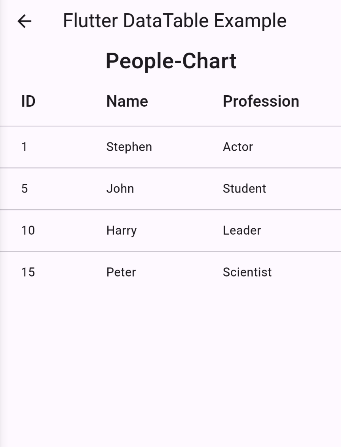 Flutter DataTable Example
People-Chart
ID Name Profession
1 Stephen Actor
5 John Student
10 Harry Leader
15 Peter Scientist